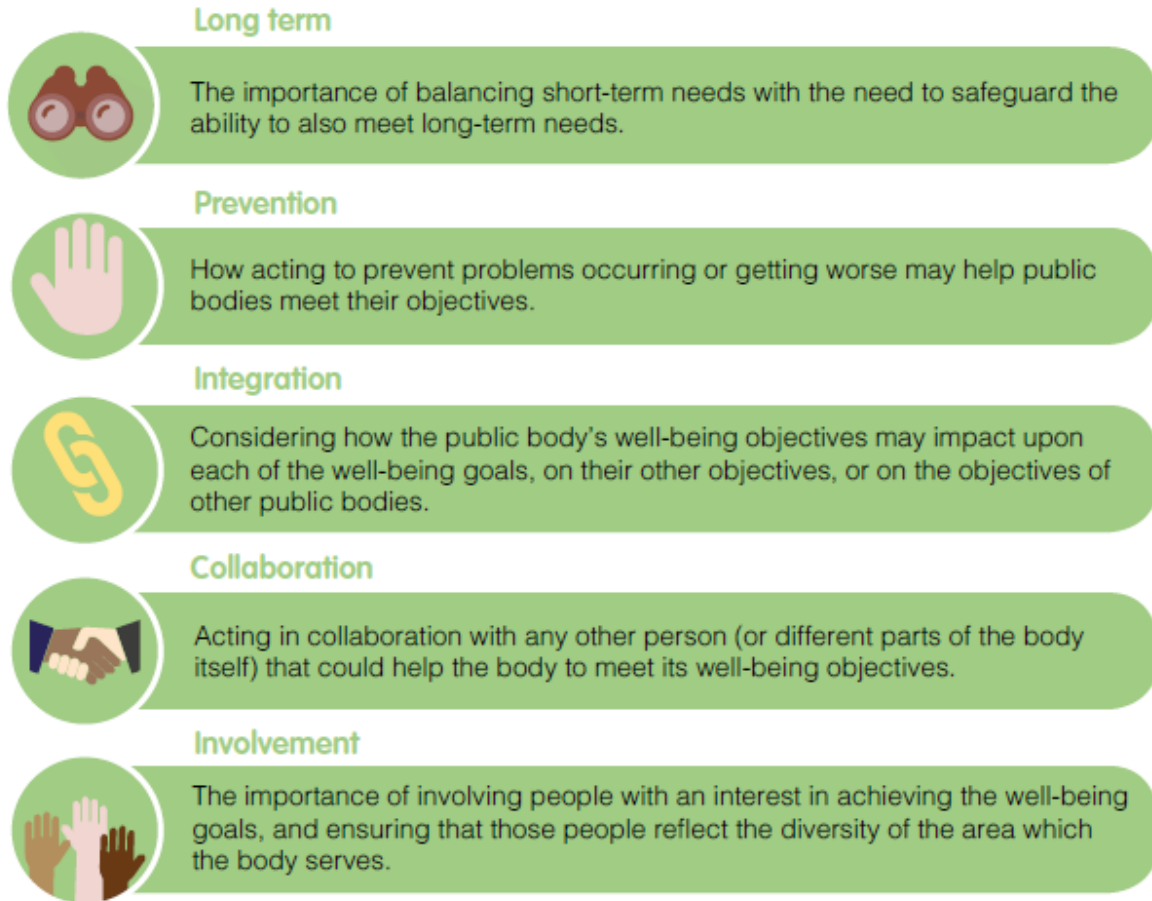 Long term
The importance of balancing short-term needs with the need to safeguard the
ability to also meet long-term needs.
Prevention
How acting to prevent problems occurring or getting worse may help public
bodies meet their objectives.
Integration
Considering how the public body’s well-being objectives may impact upon
each of the well-being goals, on their other objectives, or on the objectives of
other public bodies.
Collaboration
Acting in collaboration with any other person (or different parts of the body
itself) that could help the body to meet its well-being objectives.
Involvement
The importance of involving people with an interest in achieving the well-being
goals, and ensuring that those people reflect the diversity of the area which
the body serves.